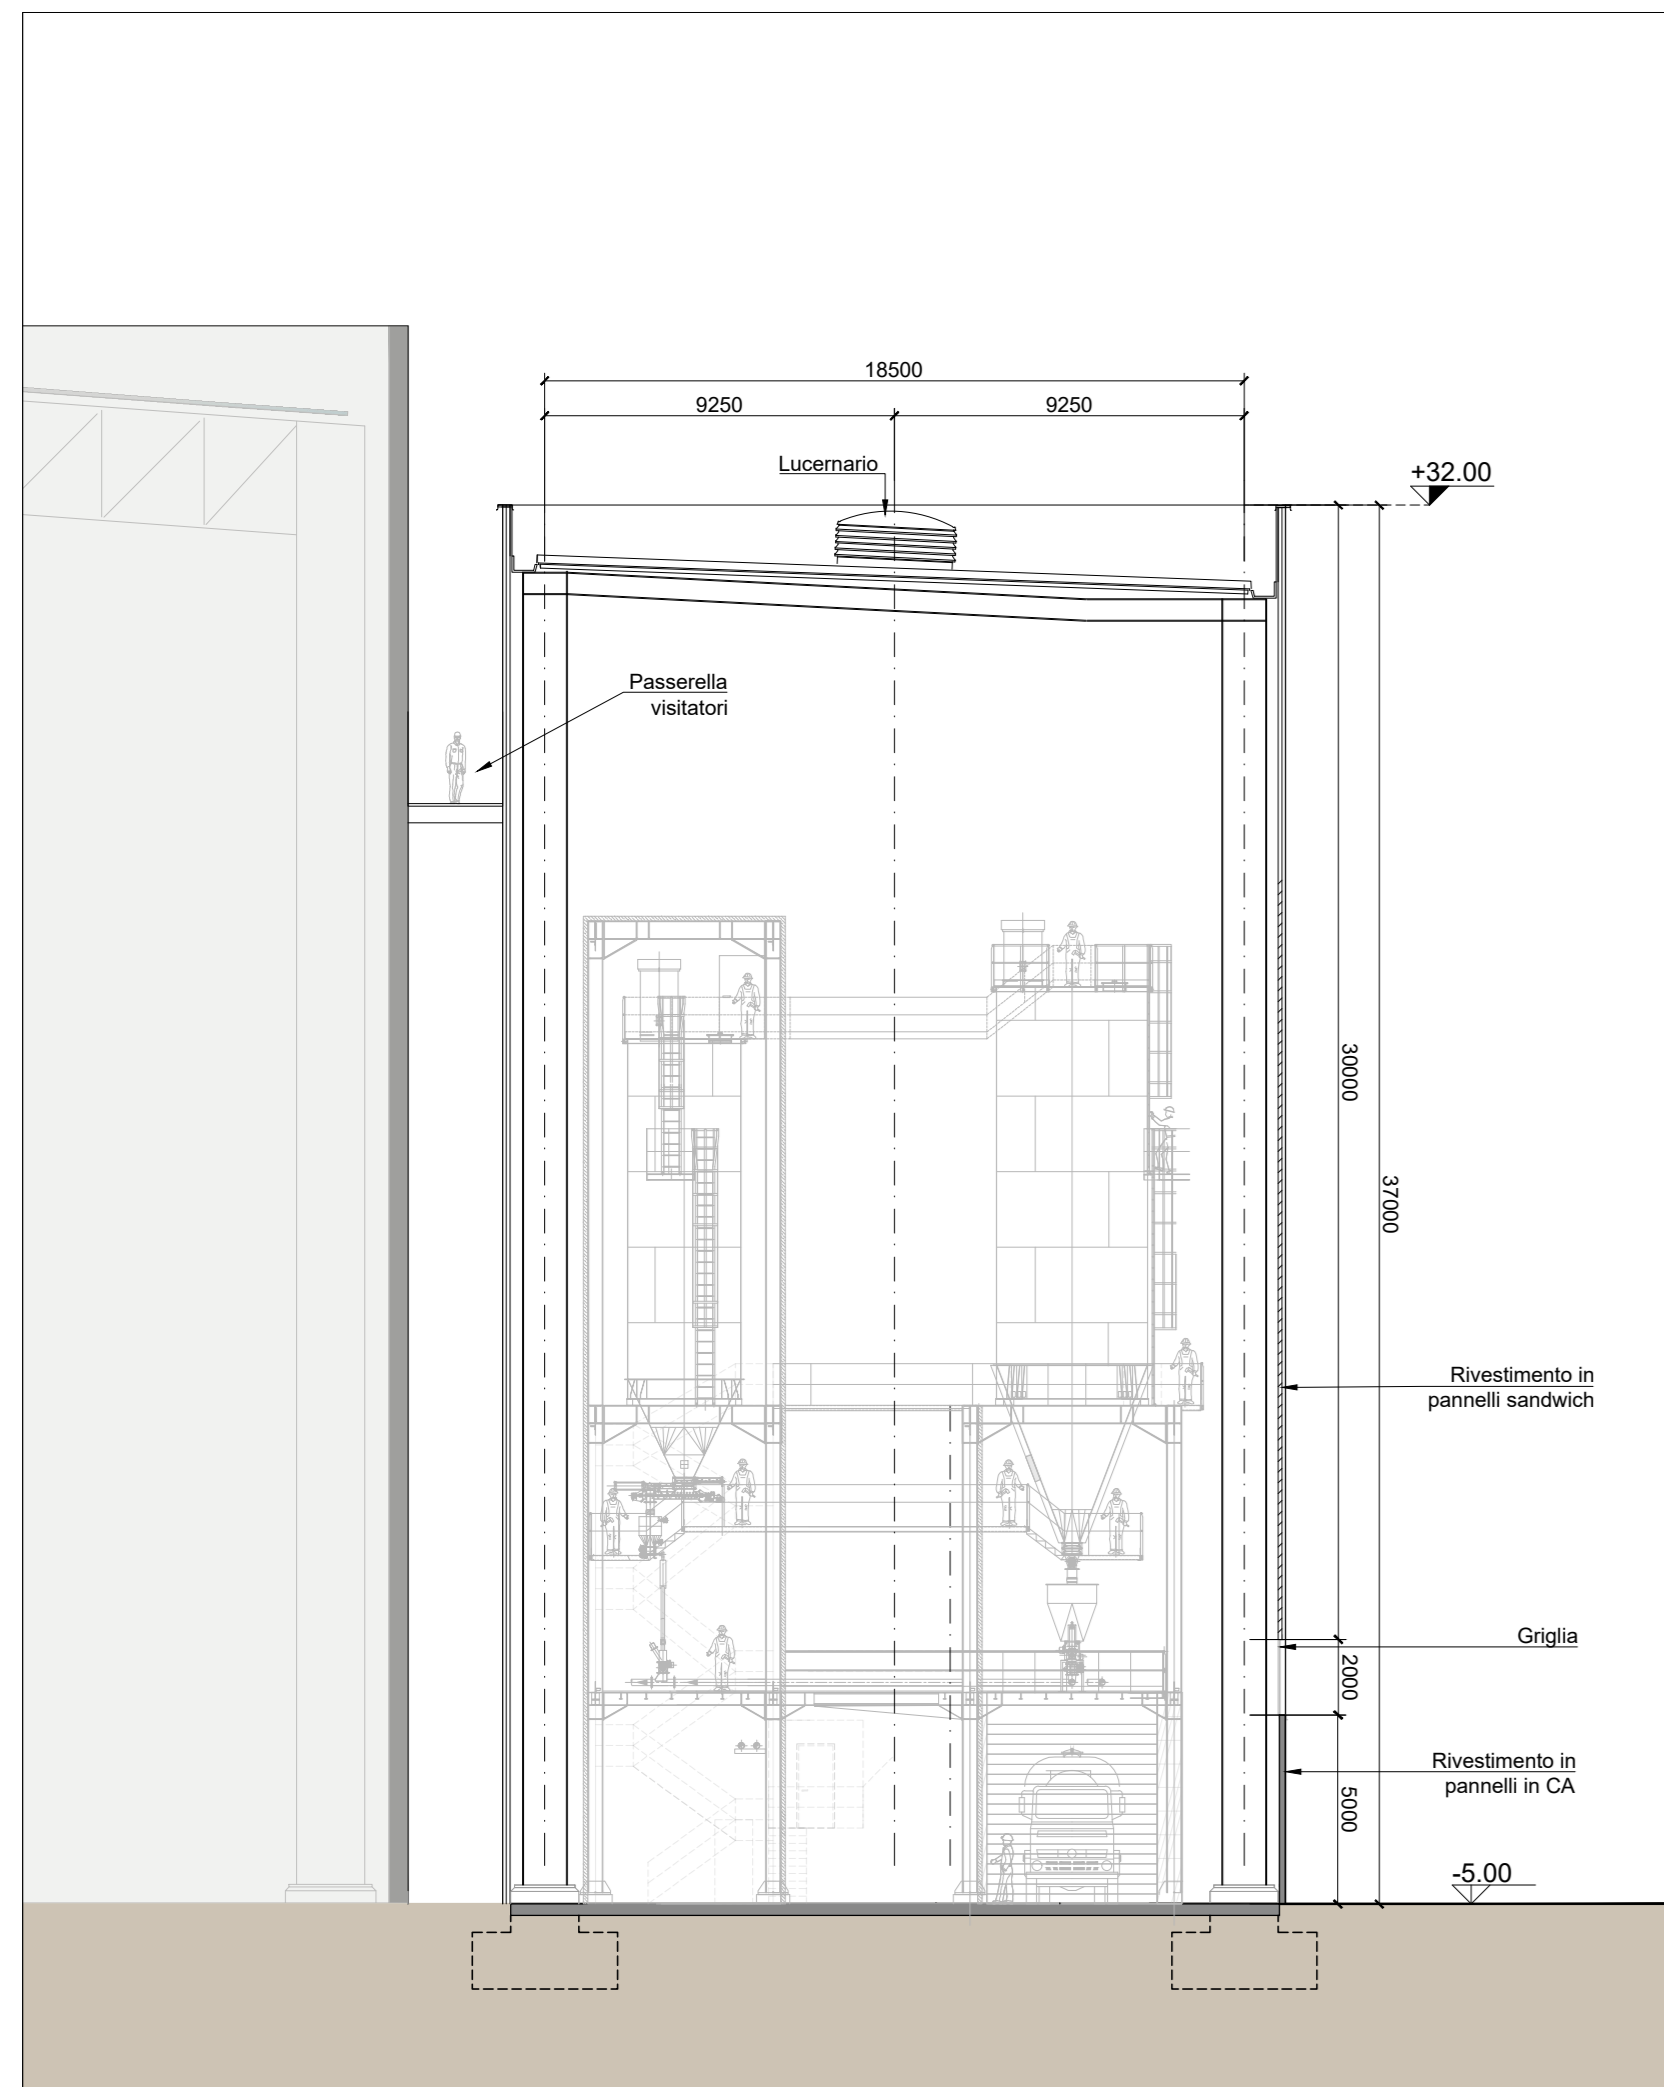 18500
9250
9250
Lucernario
+32.00
Passerella
visitatori
30000
37000
Rivestimento in
pannelli sandwich
Griglia
2000
Rivestimento in
pannelli in CA
5000
-5.00